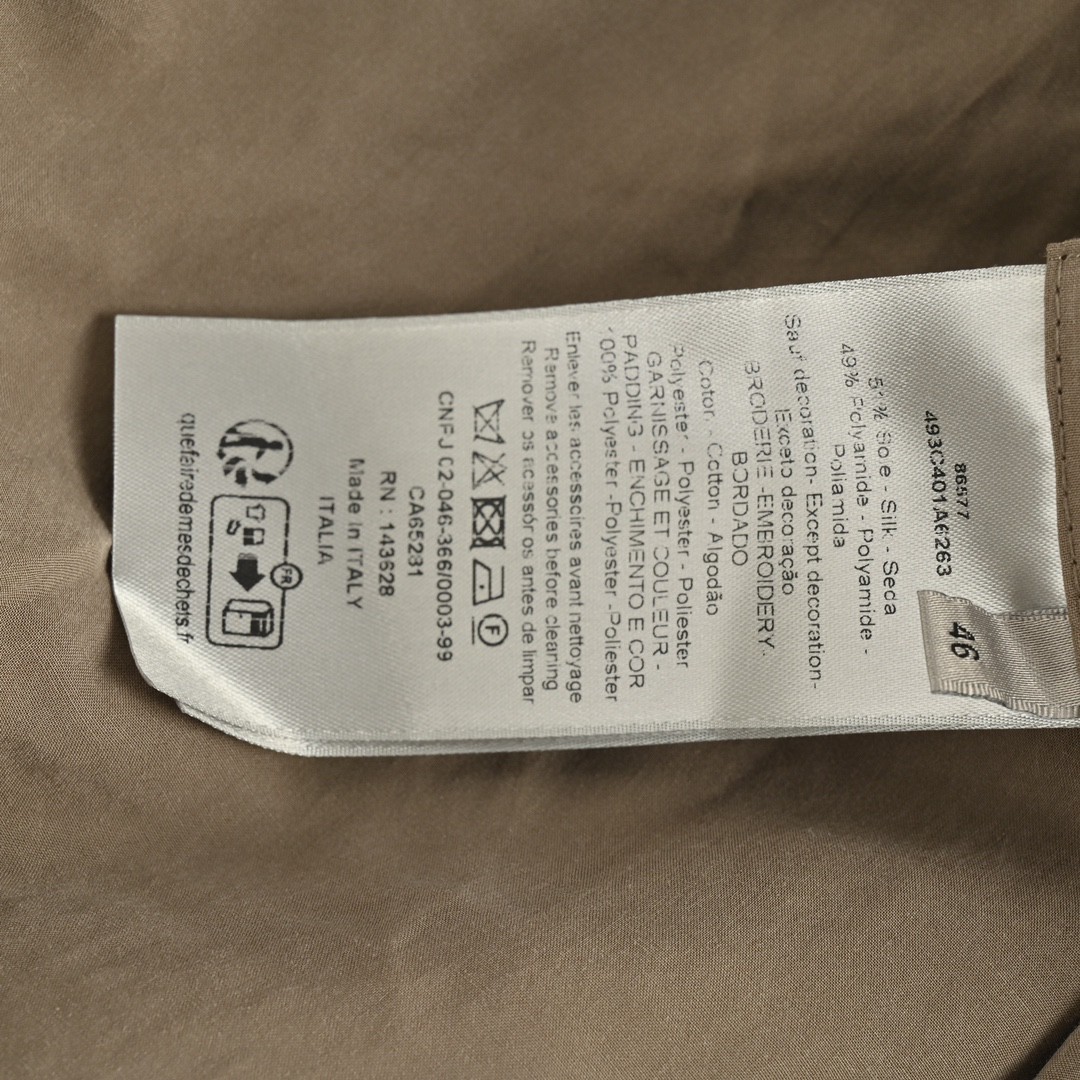 86577
493C401A6263
51% Soie - Silk - Seda
49% Polyamide - Polyamide -
Poliamida
Sauf decoration- Except decoration-
Exceto decoração
BRODERIE -EMBROIDERY-
BORDADO
Coton - Cotton - Algodão
Polyester - Polyester - Poliester
GARNISSAGE ET COULEUR -
PADDING - ENCHIMENTO E COR
100% Polyester -Polyester -Poliester
Enlever les accessoires avant nettoyage
Remove accessories before cleaning
Remover os acessóros antes de limpar
F
CNPJ 02-046-366/0003-99
CA65231
RN : 143628
Made in ITALY
ITALIA
FR
quefairedemesdechets.fr
46